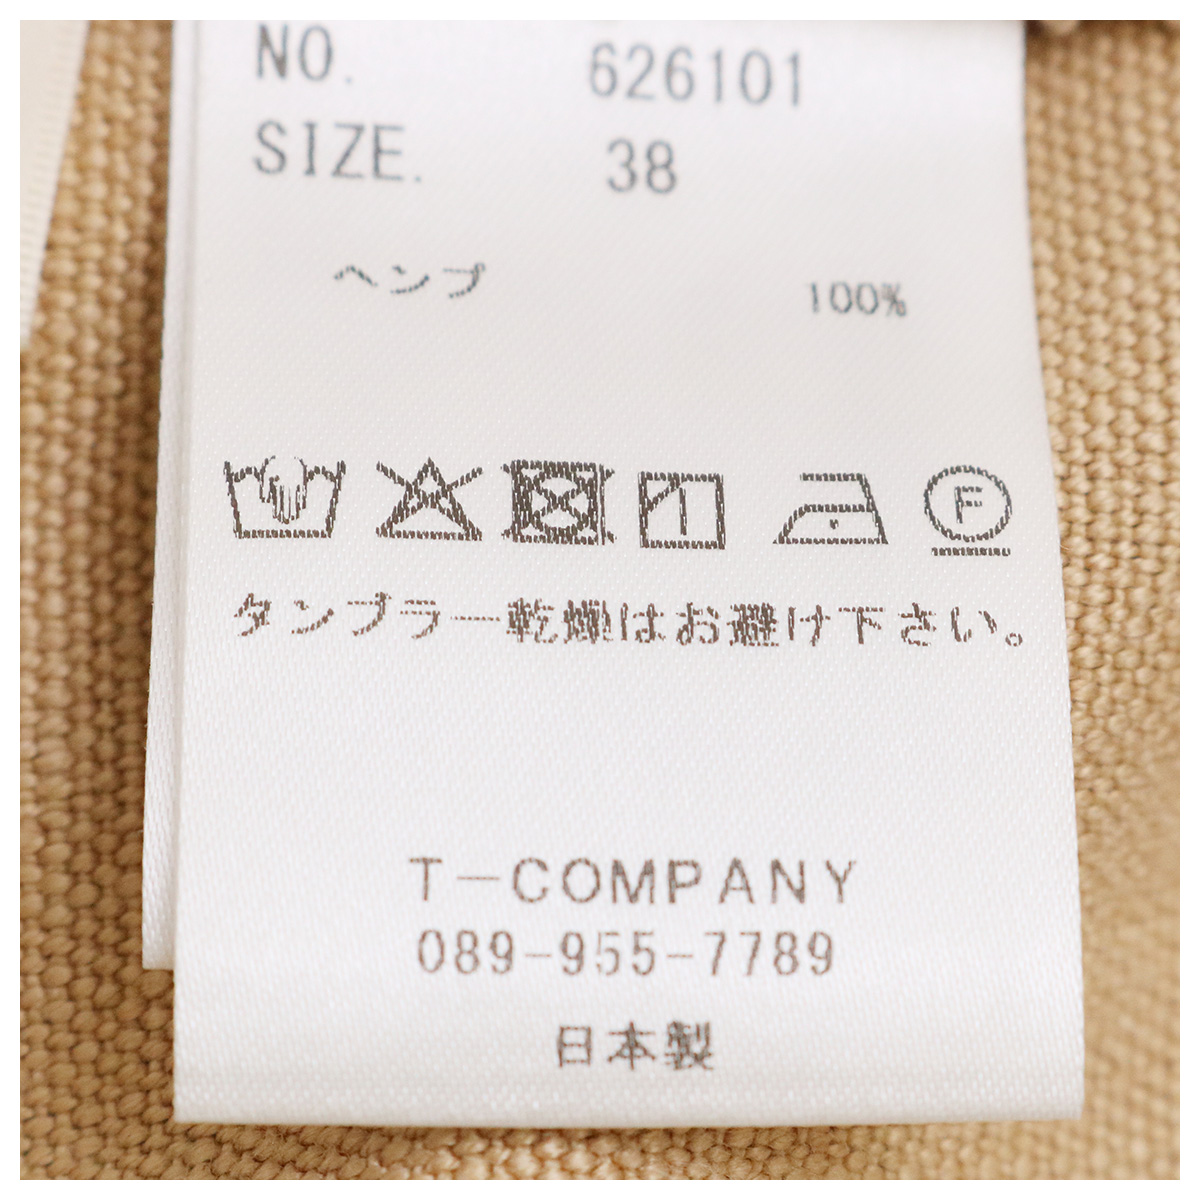 NO. 626101
SIZE. 38
ヘンプ 100%
F
タンブラー乾燥はお避け下さい。
T-COMPANY
089-955-7789
日本製